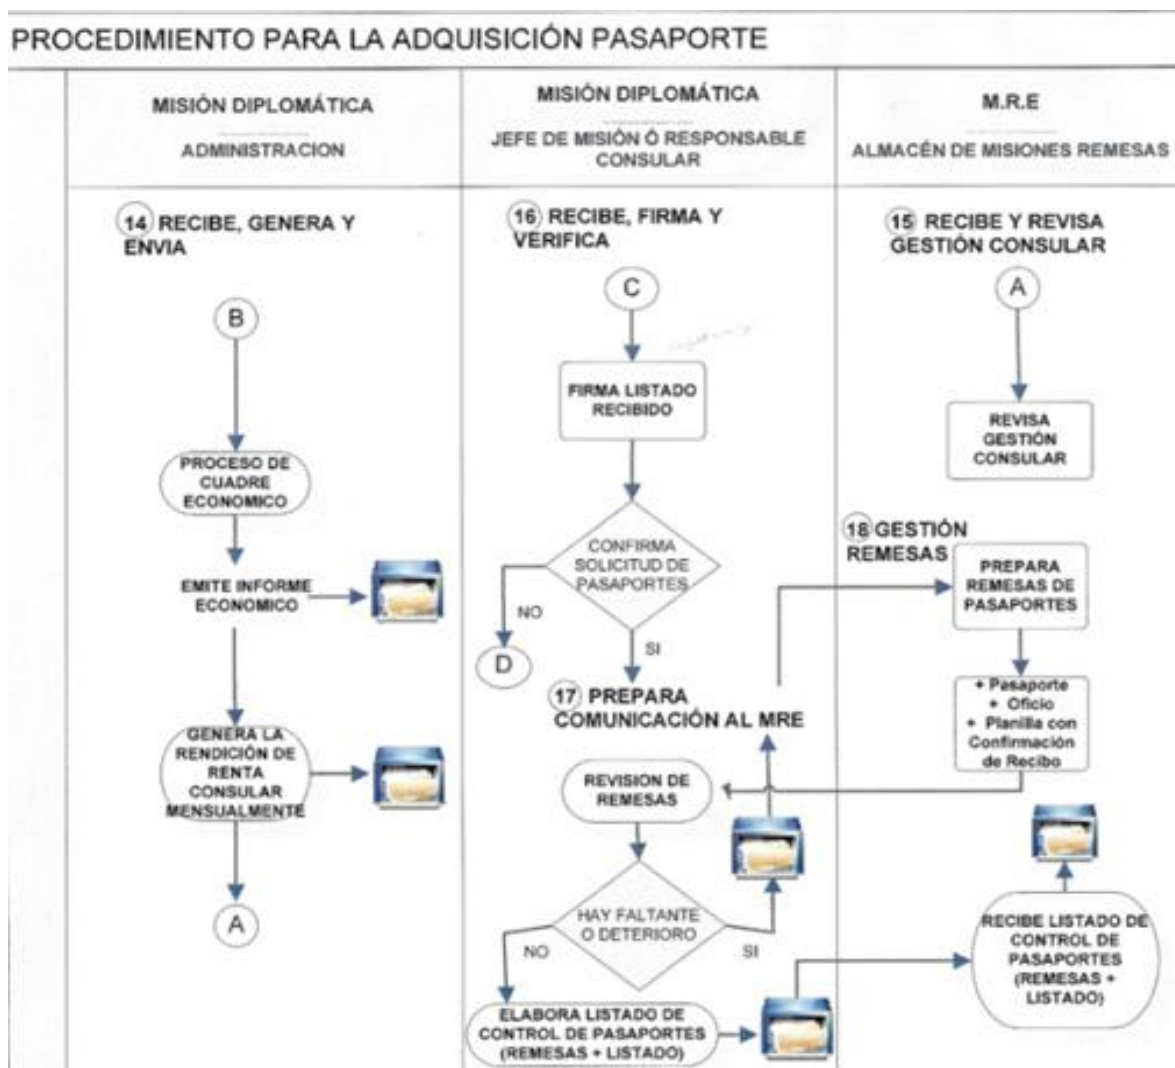 PROCEDIMIENTO PARA LA ADQUISICIÓN PASAPORTE
MISIÓN DIPLOMÁTICA
ADMINISTRACION
MISIÓN DIPLOMÁTICA
JEFE DE MISIÓN Ó RESPONSABLE
CONSULAR
M.R.E
ALMACÉN DE MISIONES REMESAS
14 RECIBE, GENERA Y
ENVIA
B
PROCESO DE
CUADRE
ECONOMICO
EMITE INFORME
ECONOMICO
GENERA LA
RENDICIÓN DE
RENTA
CONSULAR
MENSUALMENTE
A
16 RECIBE, FIRMA Y
VERIFICA
C
FIRMA LISTADO
RECIBIDO
CONFIRMA
SOLICITUD DE
PASAPORTES
NO
D
SI
17 PREPARA
COMUNICACIÓN AL MRE
REVISION DE
REMESAS
HAY FALTANTE
O DETERIORO
NO
SI
ELABORA LISTADO DE
CONTROL DE PASAPORTES
(REMESAS + LISTADO)
15 RECIBE Y REVISA
GESTIÓN CONSULAR
A
REVISA
GESTIÓN
CONSULAR
18 GESTIÓN
REMESAS
PREPARA
REMESAS DE
PASAPORTES
+ Pasaporte
+ Oficio
+ Planilla con
Confirmación
de Recibo
RECIBE LISTADO DE
CONTROL DE
PASAPORTES
(REMESAS +
LISTADO)